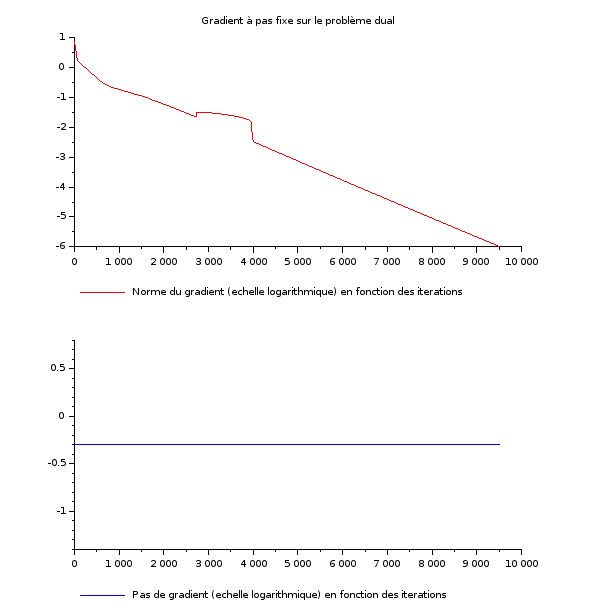 Gradient à pas fixe sur le problème dual
1
0
-1
-2
-3
-4
-5
-6
0 1 000 2 000 3 000 4 000 5 000 6 000 7 000 8 000 9 000 10 000
Norme du gradient (echelle logarithmique) en fonction des iterations
0.5
0
-0.5
-1
0 1 000 2 000 3 000 4 000 5 000 6 000 7 000 8 000 9 000 10 000
Pas de gradient (echelle logarithmique) en fonction des iterations